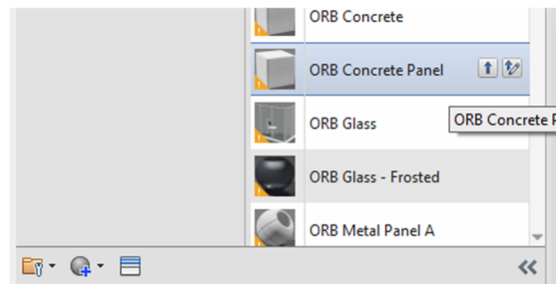 ORB Concrete
ORB Concrete Panel
ORB Concrete
ORB Glass
ORB Glass - Frosted
ORB Metal Panel A